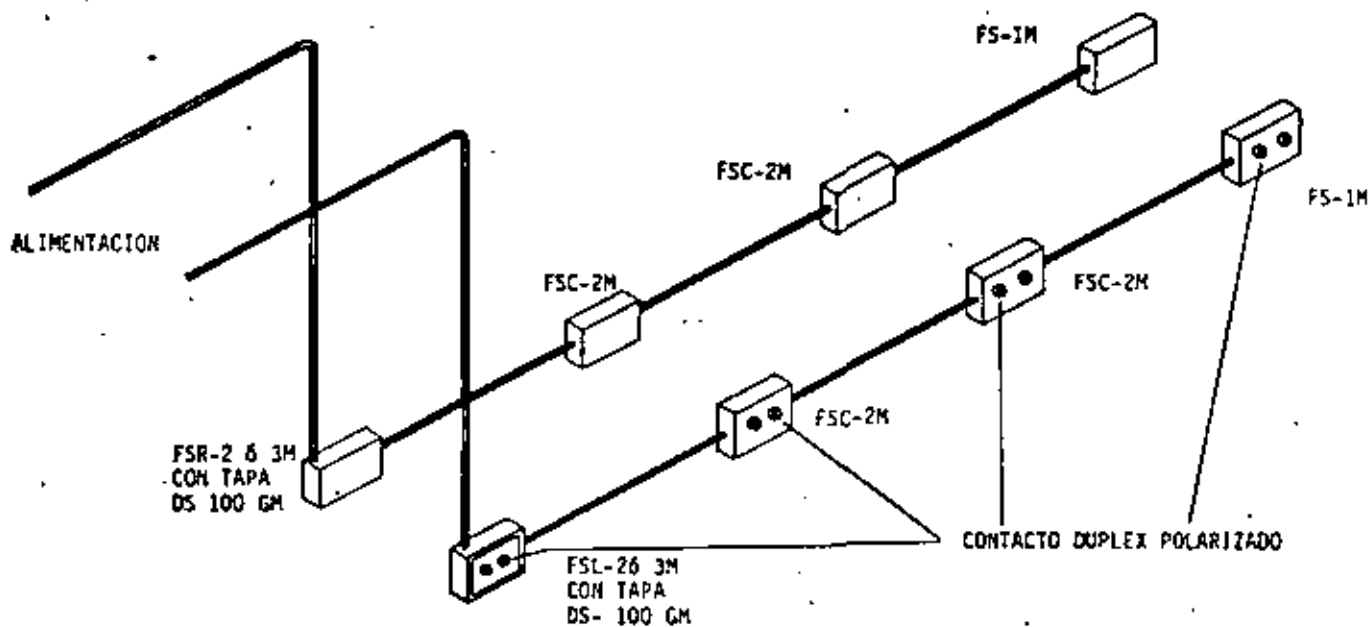 FS-1M
FSC-2M
FS-1M
ALIMENTACION
FSC-2M
FSC-2M
FSC-2M
FSR-2 ó 3M
CON TAPA
DS 100 GM
CONTACTO DUPLEX POLARIZADO
FSL-2ó 3M
CON TAPA
DS- 100 GM